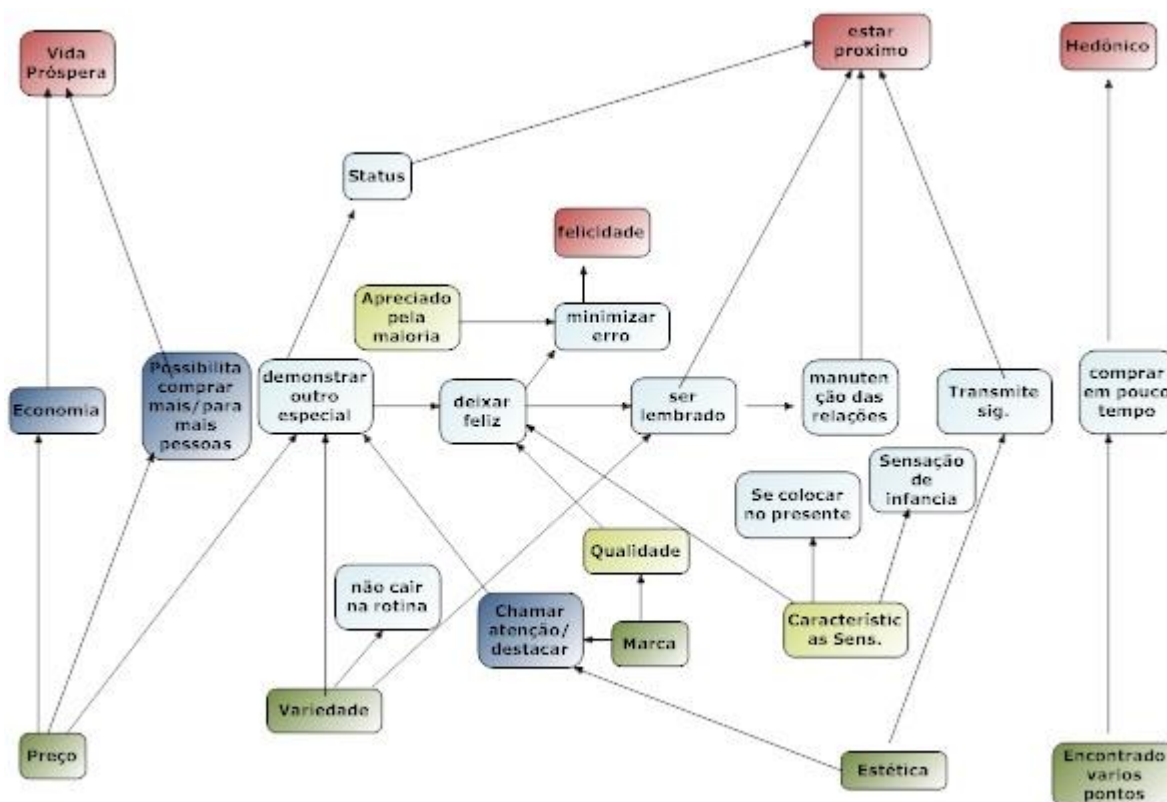 Vida
Próspera
estar
proximo
Hedônico
Status
felicidade
Apreciado
pela
maioria
minimizar
erro
Economia
Possibilita
comprar
mais/para
mais
pessoas
demonstrar
outro
especial
deixar
feliz
ser
lembrado
manuten
ção das
relações
Transmite
sig.
comprar
em pouco
tempo
Se colocar
no presente
Sensação
de
infancia
Qualidade
não cair
na rotina
Chamar
atenção/
destacar
Marca
Característic
as Sens.
Variedade
Preço
Estética
Encontrado
varios
pontos